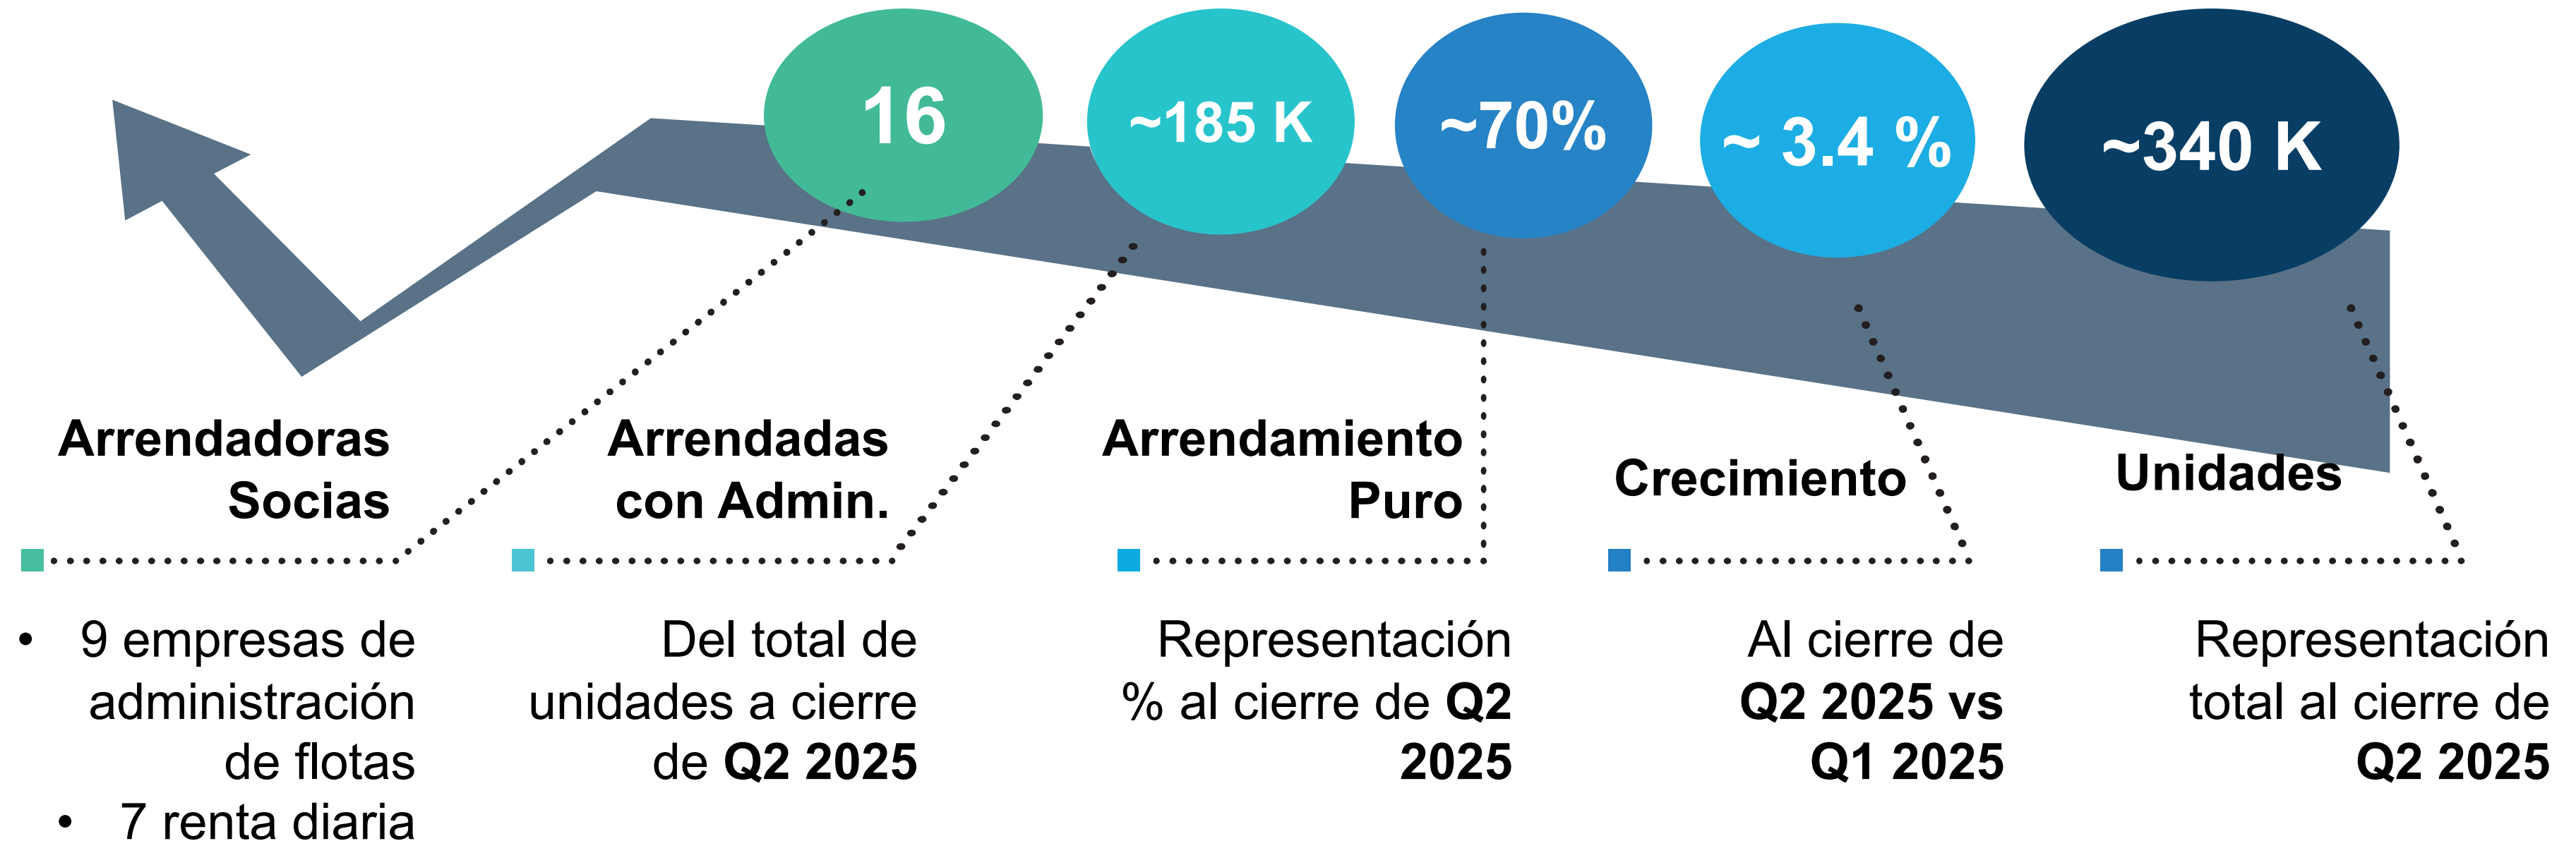 16
~185 K
~70%
~ 3.4 %
~340 K
Arrendadoras
Socias
• 9 empresas de
administración
de flotas
• 7 renta diaria
Arrendadas
con Admin.
Del total de
unidades a cierre
de Q2 2025
Arrendamiento
Puro
Representación
% al cierre de Q2
2025
Crecimiento
Al cierre de
Q2 2025 vs
Q1 2025
Unidades
Representación
total al cierre de
Q2 2025